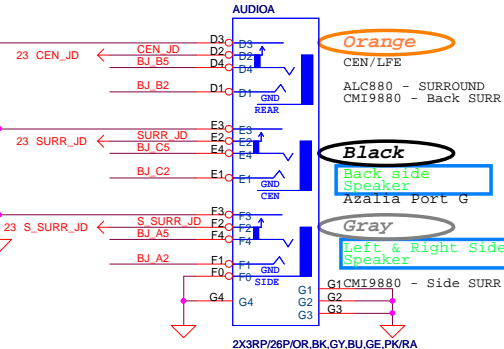 AUDIOA
D3 D3 Orange
23 CEN_JD CEN_JD D2 D2 CEN/LFE
BJ_B5 D4 D4
ALC880 - SURROUND
BJ_B2 D1 D1 GND CMI9880 - Back SURR
REAR
E3 E3
23 SURR_JD SURR_JD E2 E2 Black
BJ_C5 E4 E4
Back side
Speaker
BJ_C2 E1 E1 GND
CEN Azalia Port G
F3 F3
23 S_SURR_JD S_SURR_JD F2 F2 Gray
BJ_A5 F4 F4
Left & Right Side
Speaker
BJ_A2 F1 F1 GND
F0 F0 SIDE
G1 G1 CMI9880 - Side SURR
G4 G4 G2 G2
G3 G3
2X3RP/26P/OR,BK,GY,BU,GE,PK/RA